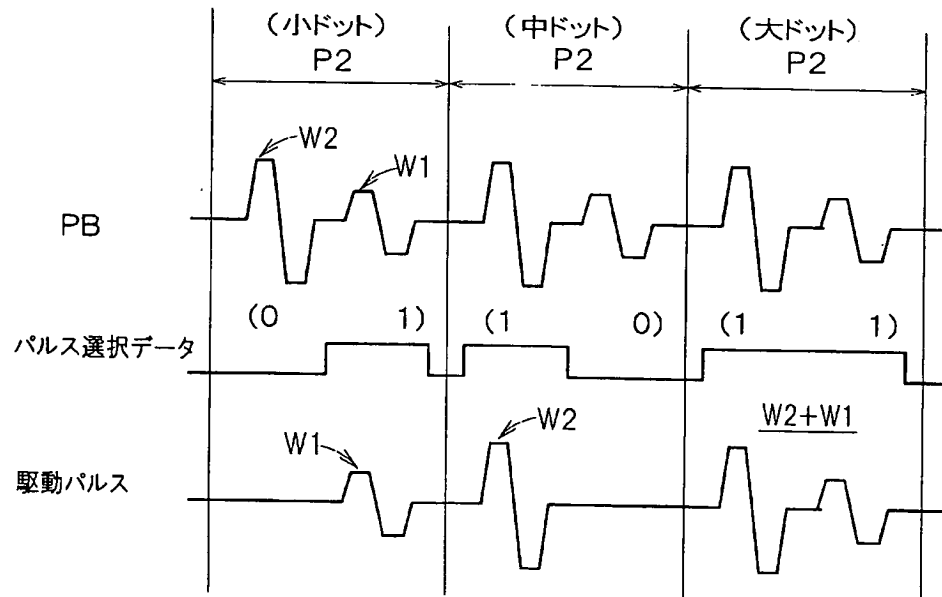 (小ドット) (中ドット) (大ドット)
P2 P2 P2
W2
W1
PB
(0 1) (1 0) (1 1)
パルス選択データ
W2
W2+W1
W1
駆動パルス